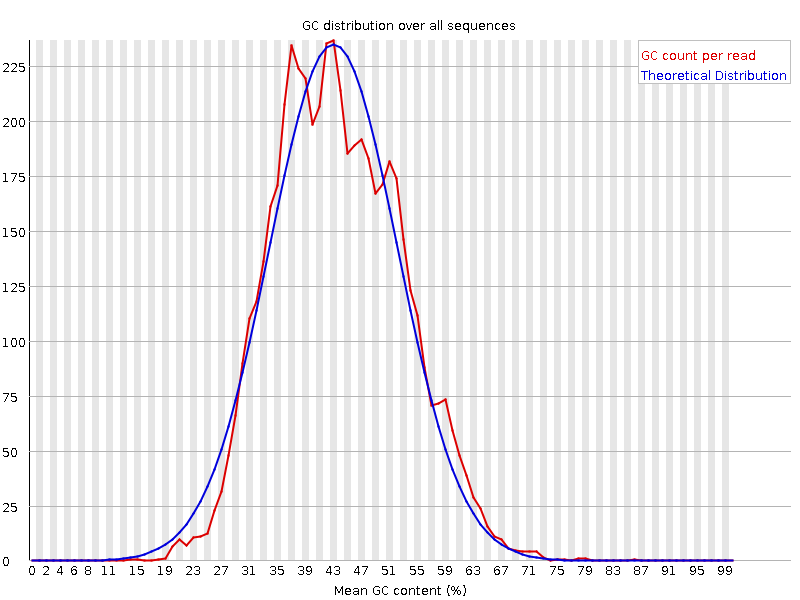 GC distribution over all sequences
GC count per read
Theoretical Distribution
225
200
175
150
125
100
75
50
25
0
0 2 4 6 8 11 15 19 23 27 31 35 39 43 47 51 55 59 63 67 71 75 79 83 87 91 95 99
Mean GC content (%)